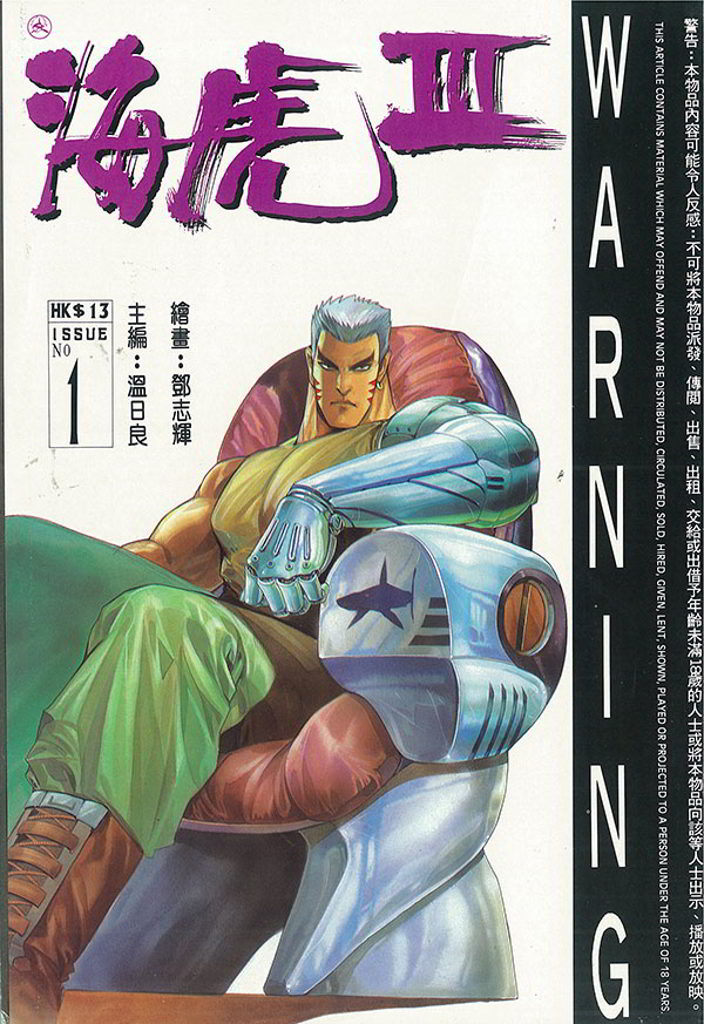 海虎III
HK$13
ISSUE
NO
1
主編：溫日良
繪畫：鄧志輝
WARNING
THIS ARTICLE CONTAINS MATERIAL WHICH MAY OFFEND AND MAY NOT BE DISTRIBUTED, CIRCULATED, SOLD, HIRED, GIVEN, LENT, SHOWN, PLAYED OR PROJECTED TO A PERSON UNDER THE AGE OF 18 YEARS.
警告：本物品內容可能令人反感：不可將本物品派發、傳閱、出售、出租、交給或出借予年齡未滿18歲的人士或將本物品向該等人士出示、播放或放映。